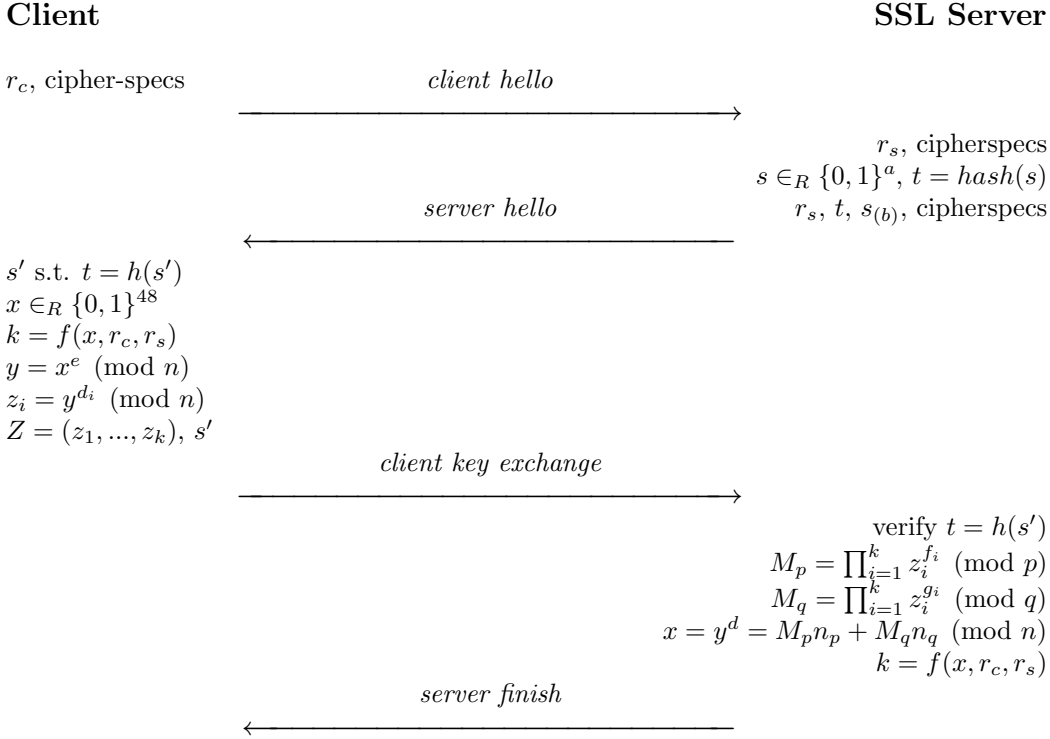 Client SSL Server
r_c, cipher-specs client hello
r_s, cipherspecs
s ∈_R {0, 1}^a, t = hash(s)
server hello r_s, t, s_(b), cipherspecs
s′ s.t. t = h(s′)
x ∈_R {0, 1}^48
k = f(x, r_c, r_s)
y = x^e (mod n)
z_i = y^{d_i} (mod n)
Z = (z_1, ..., z_k), s′
client key exchange
verify t = h(s′)
M_p = ∏_{i=1}^k z_i^{f_i} (mod p)
M_q = ∏_{i=1}^k z_i^{g_i} (mod q)
x = y^d = M_p n_p + M_q n_q (mod n)
k = f(x, r_c, r_s)
server finish